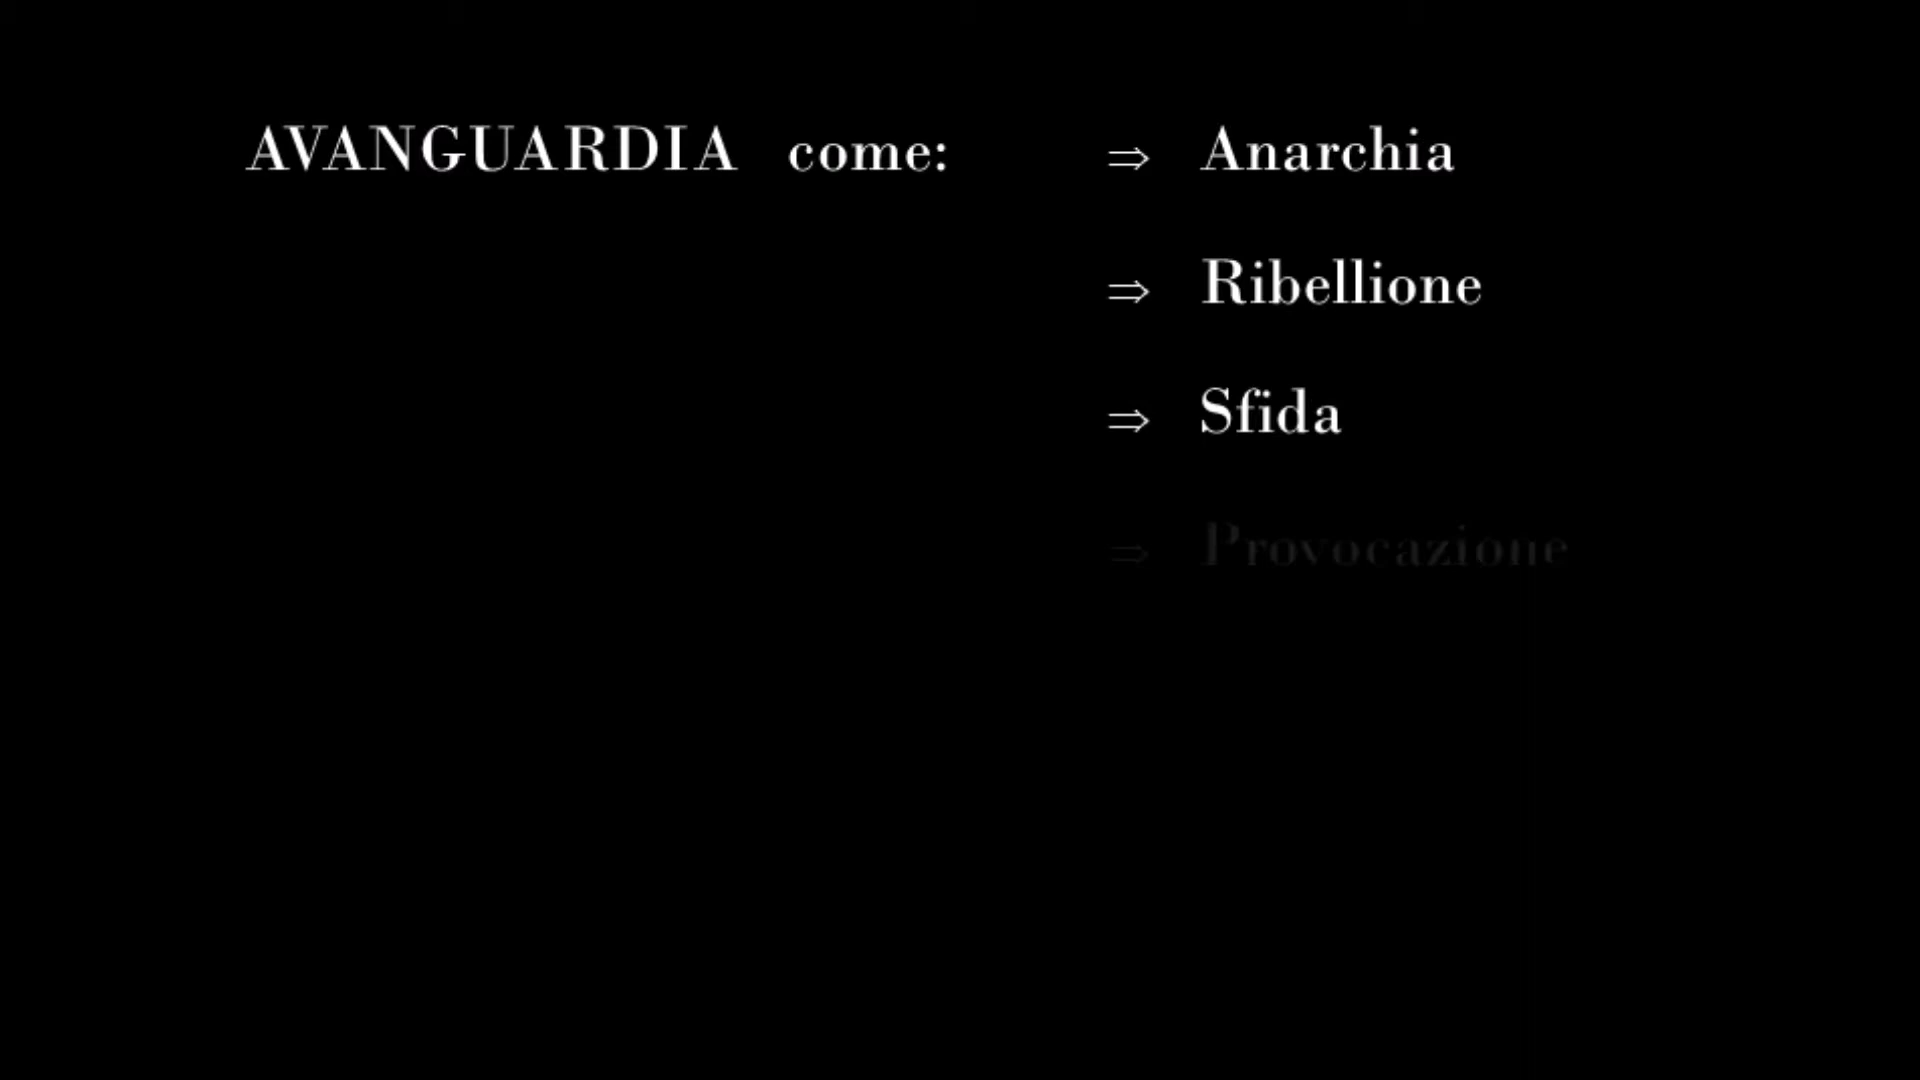 AVANGUARDIA come: ⇒ Anarchia
⇒ Ribellione
⇒ Sfida
⇒ Provocazione